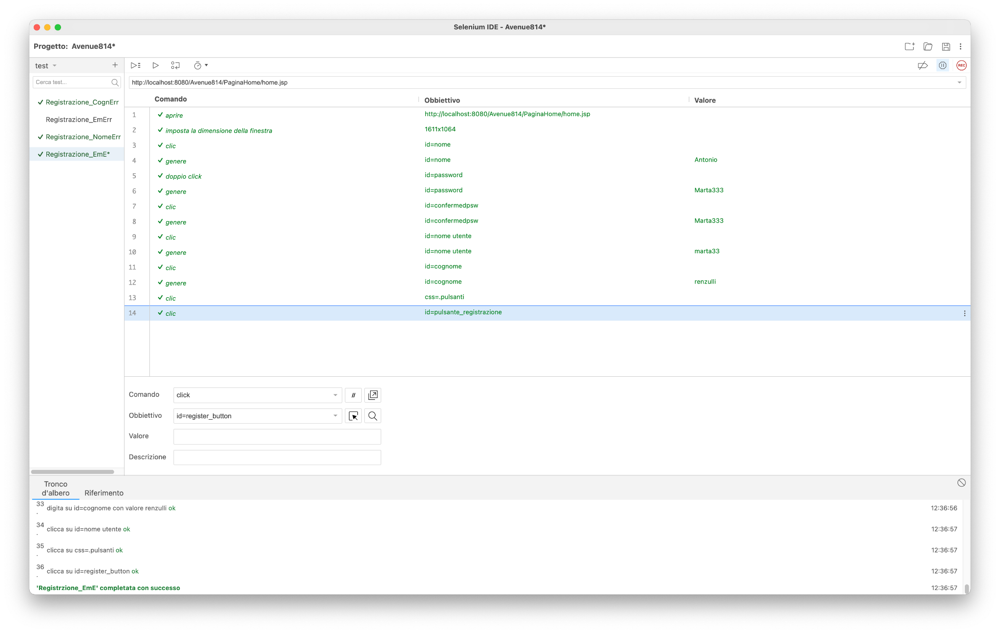 Selenium IDE - Avenue814*
Progetto: Avenue814*
test
Cerca test...
Registrazione_CognErr
Registrazione_EmErr
Registrazione_NomeErr
Registrazione_EmE*
REC
http://localhost:8080/Avenue814/PaginaHome/home.jsp
Comando Obbiettivo Valore
1 aprire http://localhost:8080/Avenue814/PaginaHome/home.jsp
2 imposta la dimensione della finestra 1611x1064
3 clic id=nome
4 genere id=nome Antonio
5 doppio click id=password
6 genere id=password Marta333
7 clic id=confermedpsw
8 genere id=confermedpsw Marta333
9 clic id=nome utente
10 genere id=nome utente marta33
11 clic id=cognome
12 genere id=cognome renzulli
13 clic css=.pulsanti
14 clic id=pulsante_registrazione
Comando click //
Obbiettivo id=register_button
Valore
Descrizione
Tronco d'albero
Riferimento
33. digita su id=cognome con valore renzulli ok 12:36:56
34. clicca su id=nome utente ok 12:36:57
35. clicca su css=.pulsanti ok 12:36:57
36. clicca su id=register_button ok 12:36:57
'Registrzione_EmE' completata con successo 12:36:57